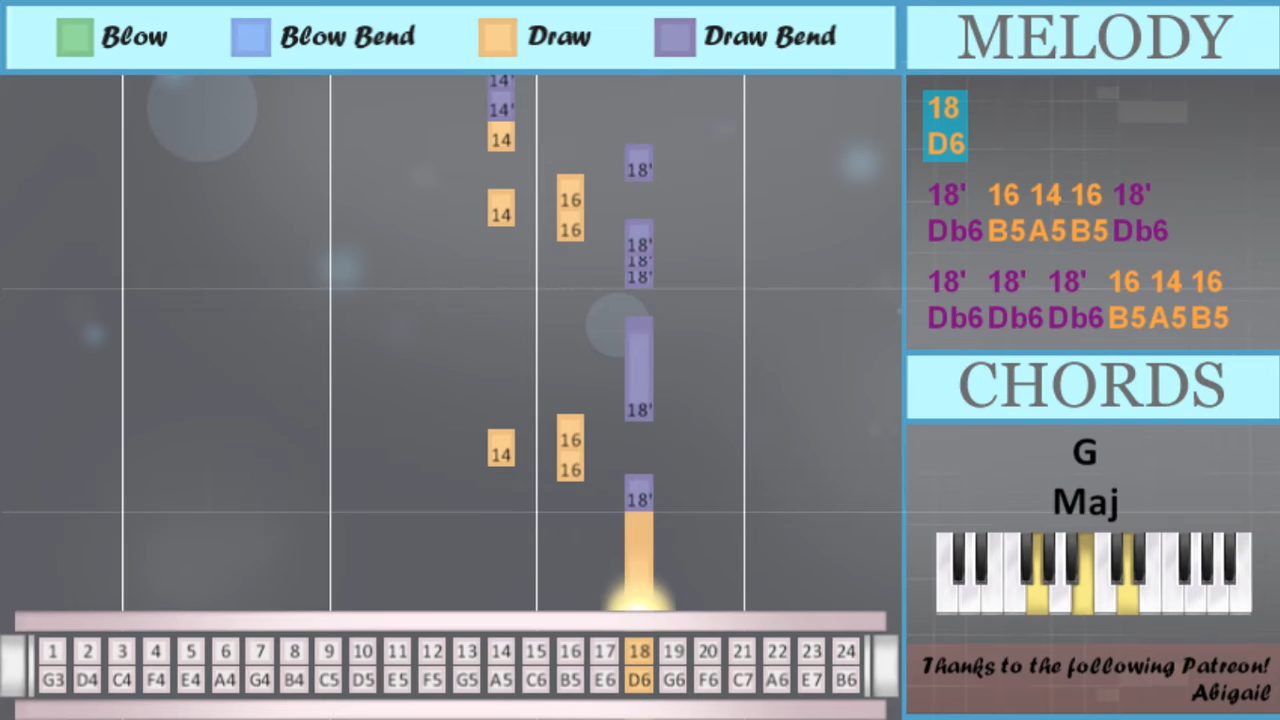 Blow Blow Bend Draw Draw Bend
MELODY
14'
14'
14
18'
16
14
16
18'
18'
18'
18'
16
14
16
18'
18
D6
18' 16 14 16 18'
Db6 B5 A5 B5 Db6
18' 18' 18' 16 14 16
Db6 Db6 Db6 B5 A5 B5
CHORDS
G
Maj
Thanks to the following Patreon!
Abigail
1 2 3 4 5 6 7 8 9 10 11 12 13 14 15 16 17 18 19 20 21 22 23 24
G3 D4 C4 F4 E4 A4 G4 B4 C5 D5 E5 F5 G5 A5 C6 B5 E6 D6 G6 F6 C7 A6 E7 B6